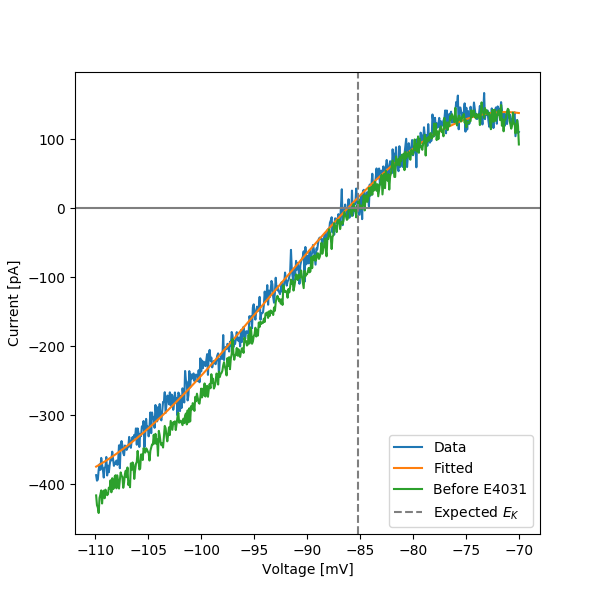 100
0
−100
−200
−300
−400
Current [pA]
Data
Fitted
Before E4031
Expected $E_K$
−110 −105 −100 −95 −90 −85 −80 −75 −70
Voltage [mV]